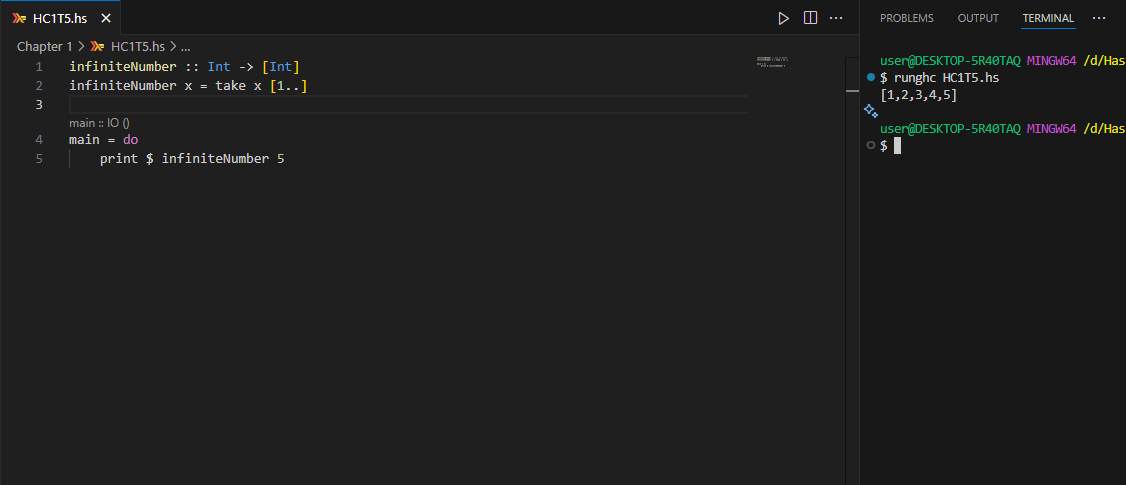 HC1T5.hs
Chapter 1 > HC1T5.hs > ...
1 infiniteNumber :: Int -> [Int]
2 infiniteNumber x = take x [1..]
3
main :: IO ()
4 main = do
5     print $ infiniteNumber 5
PROBLEMS OUTPUT TERMINAL ...
user@DESKTOP-5R40TAQ MINGW64 /d/Has
$ runghc HC1T5.hs
[1,2,3,4,5]
user@DESKTOP-5R40TAQ MINGW64 /d/Has
$